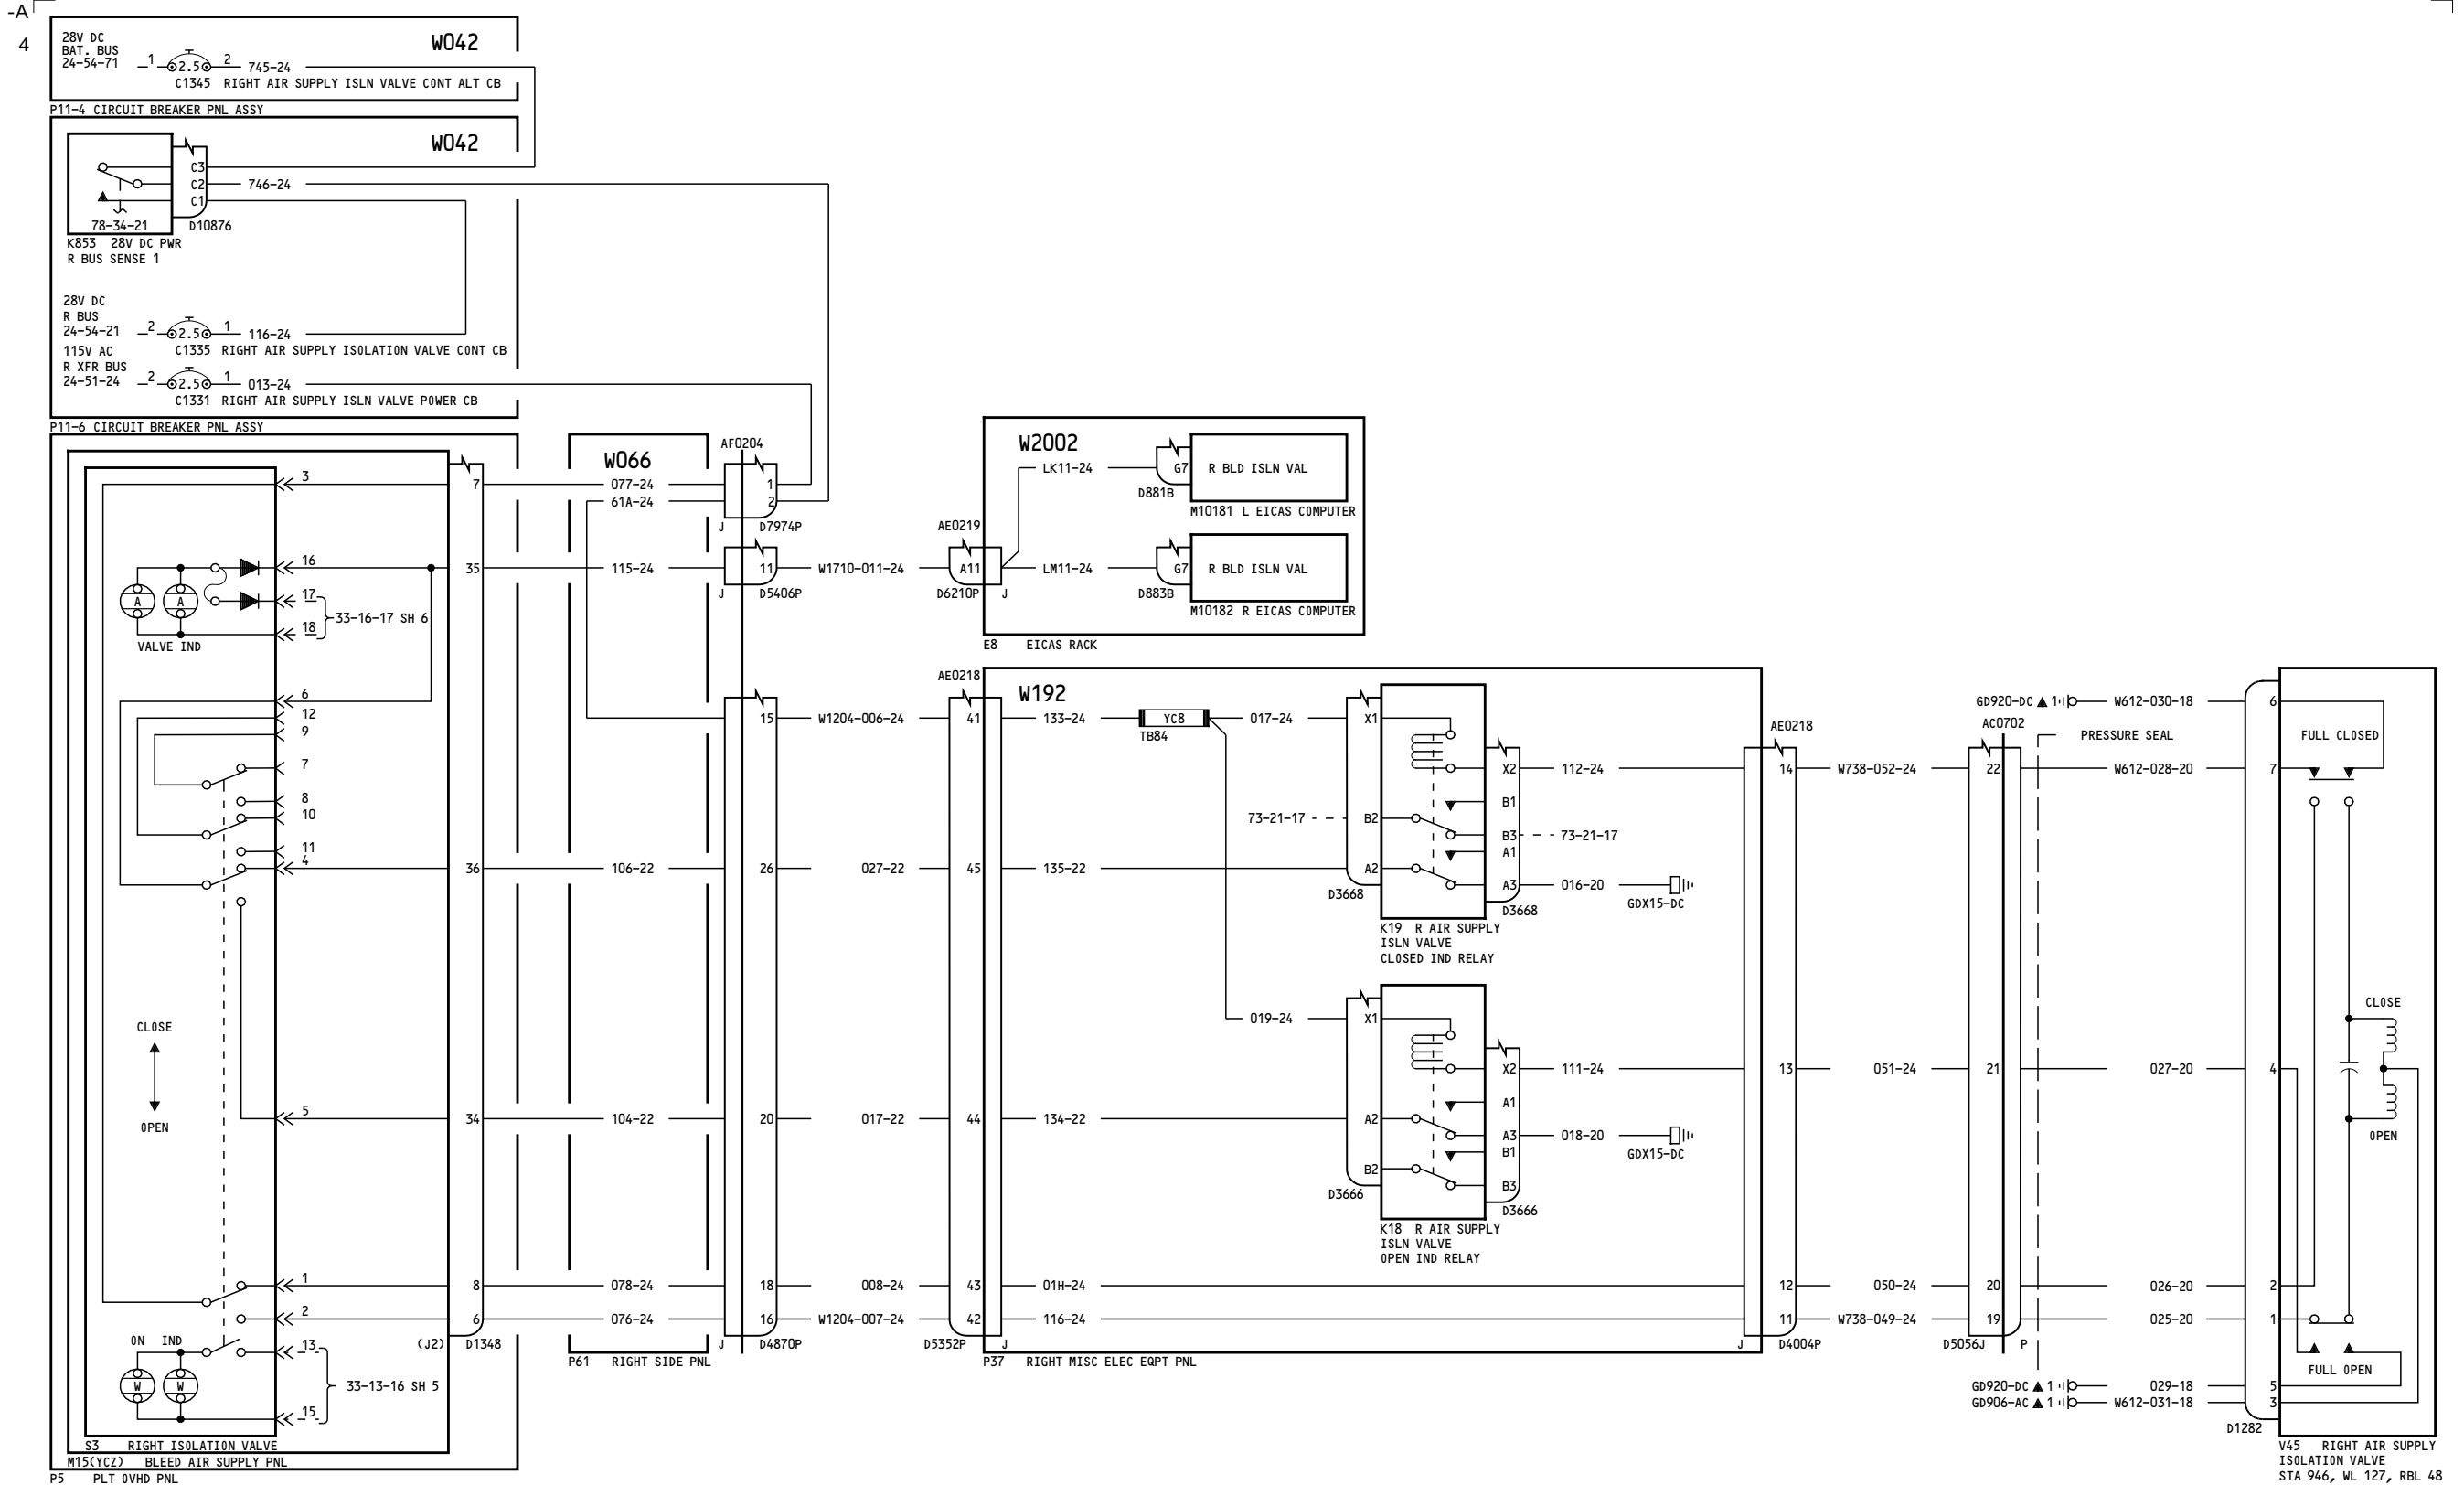 -A
4
28V DC
BAT. BUS
24-54-71
1
2.5
2
745-24
W042
C1345 RIGHT AIR SUPPLY ISLN VALVE CONT ALT CB
P11-4 CIRCUIT BREAKER PNL ASSY
W042
C3
C2
746-24
C1
78-34-21
D10876
K853 28V DC PWR
R BUS SENSE 1
28V DC
R BUS
24-54-21
2
2.5
1
116-24
C1335 RIGHT AIR SUPPLY ISOLATION VALVE CONT CB
115V AC
R XFR BUS
24-51-24
2
2.5
1
013-24
C1331 RIGHT AIR SUPPLY ISLN VALVE POWER CB
P11-6 CIRCUIT BREAKER PNL ASSY
3
16
17
18
33-16-17 SH 6
A
A
VALVE IND
6
12
9
7
8
10
11
4
CLOSE
OPEN
5
1
2
ON IND
13
W
W
33-13-16 SH 5
15
S3 RIGHT ISOLATION VALVE
M15(YCZ) BLEED AIR SUPPLY PNL
P5 PLT OVHD PNL
7
35
36
34
8
6
(J2)
D1348
W066
077-24
61A-24
115-24
106-22
104-22
078-24
076-24
P61 RIGHT SIDE PNL
AF0204
1
2
J
D7974P
11
J
D5406P
15
26
20
18
16
J
D4870P
W1710-011-24
W1204-006-24
027-22
017-22
008-24
W1204-007-24
AE0219
A11
D6210P
J
W2002
LK11-24
G7
R BLD ISLN VAL
D881B
M10181 L EICAS COMPUTER
LM11-24
G7
R BLD ISLN VAL
D883B
M10182 R EICAS COMPUTER
E8 EICAS RACK
AE0218
41
45
44
43
42
D5352P
J
W192
133-24
YC8
TB84
017-24
135-22
019-24
134-22
01H-24
116-24
X1
73-21-17
B2
A2
D3668
X2
B1
B3
73-21-17
A1
A3
D3668
112-24
016-20
GDX15-DC
K19 R AIR SUPPLY
ISLN VALVE
CLOSED IND RELAY
X1
A2
B2
D3666
X2
A1
A3
B1
B3
D3666
111-24
018-20
GDX15-DC
K18 R AIR SUPPLY
ISLN VALVE
OPEN IND RELAY
P37 RIGHT MISC ELEC EQPT PNL
AE0218
14
13
12
11
J
D4004P
W738-052-24
051-24
050-24
W738-049-24
AC0702
22
21
20
19
D5056J
P
PRESSURE SEAL
GD920-DC
1
W612-030-18
W612-028-20
027-20
026-20
025-20
GD920-DC
1
029-18
GD906-AC
1
W612-031-18
6
7
4
2
1
5
3
D1282
FULL CLOSED
CLOSE
OPEN
FULL OPEN
V45 RIGHT AIR SUPPLY
ISOLATION VALVE
STA 946, WL 127, RBL 48